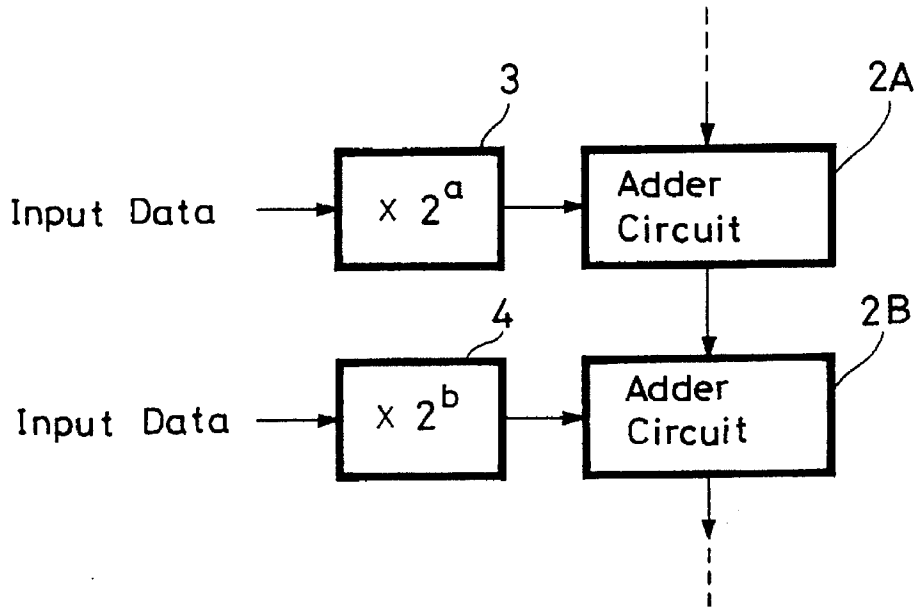 3
2A
Input Data
× 2^a
Adder
Circuit
4
2B
Input Data
× 2^b
Adder
Circuit